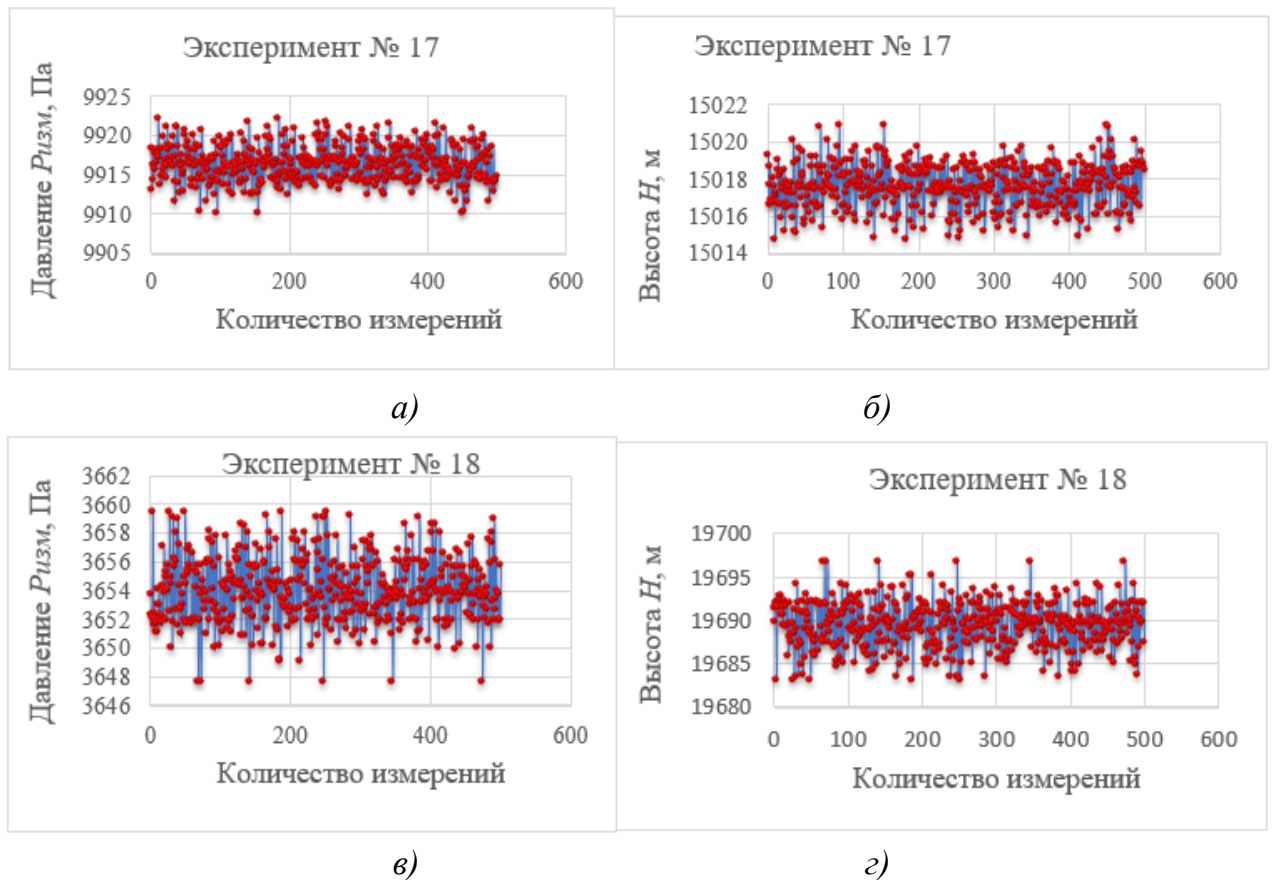 Эксперимент № 17
Давление Ризм, Па
9925
9920
9915
9910
9905
0 200 400 600
Количество измерений
Эксперимент № 17
Высота H, м
15022
15020
15018
15016
15014
0 100 200 300 400 500 600
Количество измерений
а) б)
Эксперимент № 18
Давление Ризм, Па
3662
3660
3658
3656
3654
3652
3650
3648
3646
0 200 400 600
Количество измерений
Эксперимент № 18
Высота H, м
19700
19695
19690
19685
19680
0 100 200 300 400 500 600
Количество измерений
в) г)